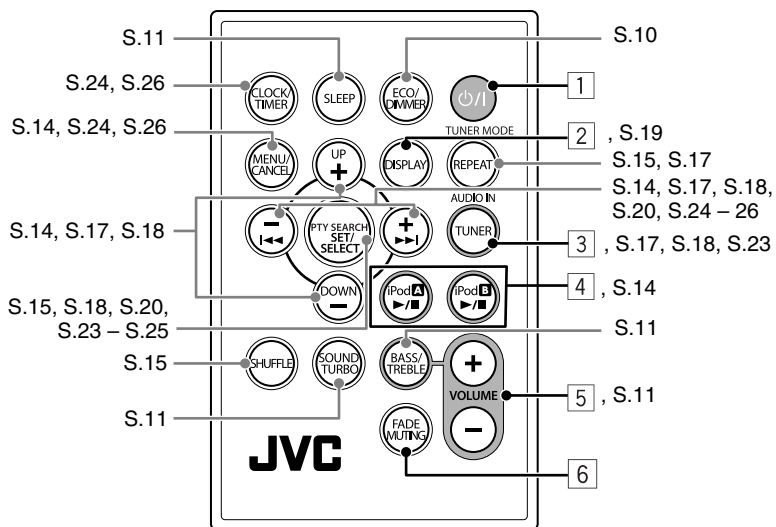 S.11
S.10
S.24, S.26
CLOCK/
TIMER
SLEEP
ECO/
DIMMER
⏻/I
1
S.14, S.24, S.26
MENU/
CANCEL
UP
+
DISPLAY
TUNER MODE
REPEAT
2 , S.19
S.15, S.17
S.14, S.17, S.18,
S.20, S.24 – 26
S.14, S.17, S.18
–
I◄◄
PTY SEARCH
SET/
SELECT
+
►►I
AUDIO IN
TUNER
3 , S.17, S.18, S.23
DOWN
–
iPod A
►/■
iPod B
►/■
4 , S.14
S.15, S.18, S.20,
S.23 – S.25
S.11
S.15
SHUFFLE
SOUND
TURBO
BASS/
TREBLE
+
VOLUME
–
5 , S.11
S.11
FADE
MUTING
6
JVC